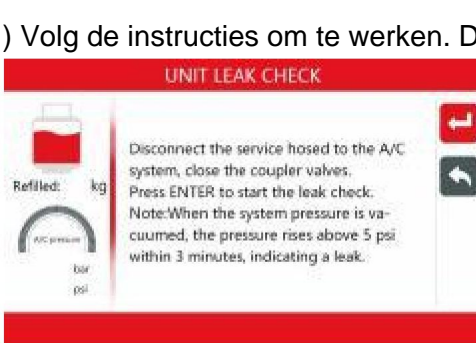 ) Volg de instructies om te werken. D
UNIT LEAK CHECK
Disconnect the service hosed to the A/C
system, close the coupler valves.
Press ENTER to start the leak check.
Note:When the system pressure is va-
cuumed, the pressure rises above 5 psi
within 3 minutes, indicating a leak.
Refilled: kg
A/C pressure
bar
psi